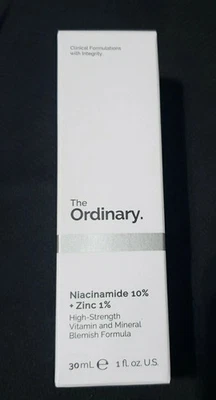 Clinical Formulations
with Integrity.
The
Ordinary.
Niacinamide 10%
+ Zinc 1%
High-Strength
Vitamin and Mineral
Blemish Formula
30mL ℮ 1 fl. oz. U.S.